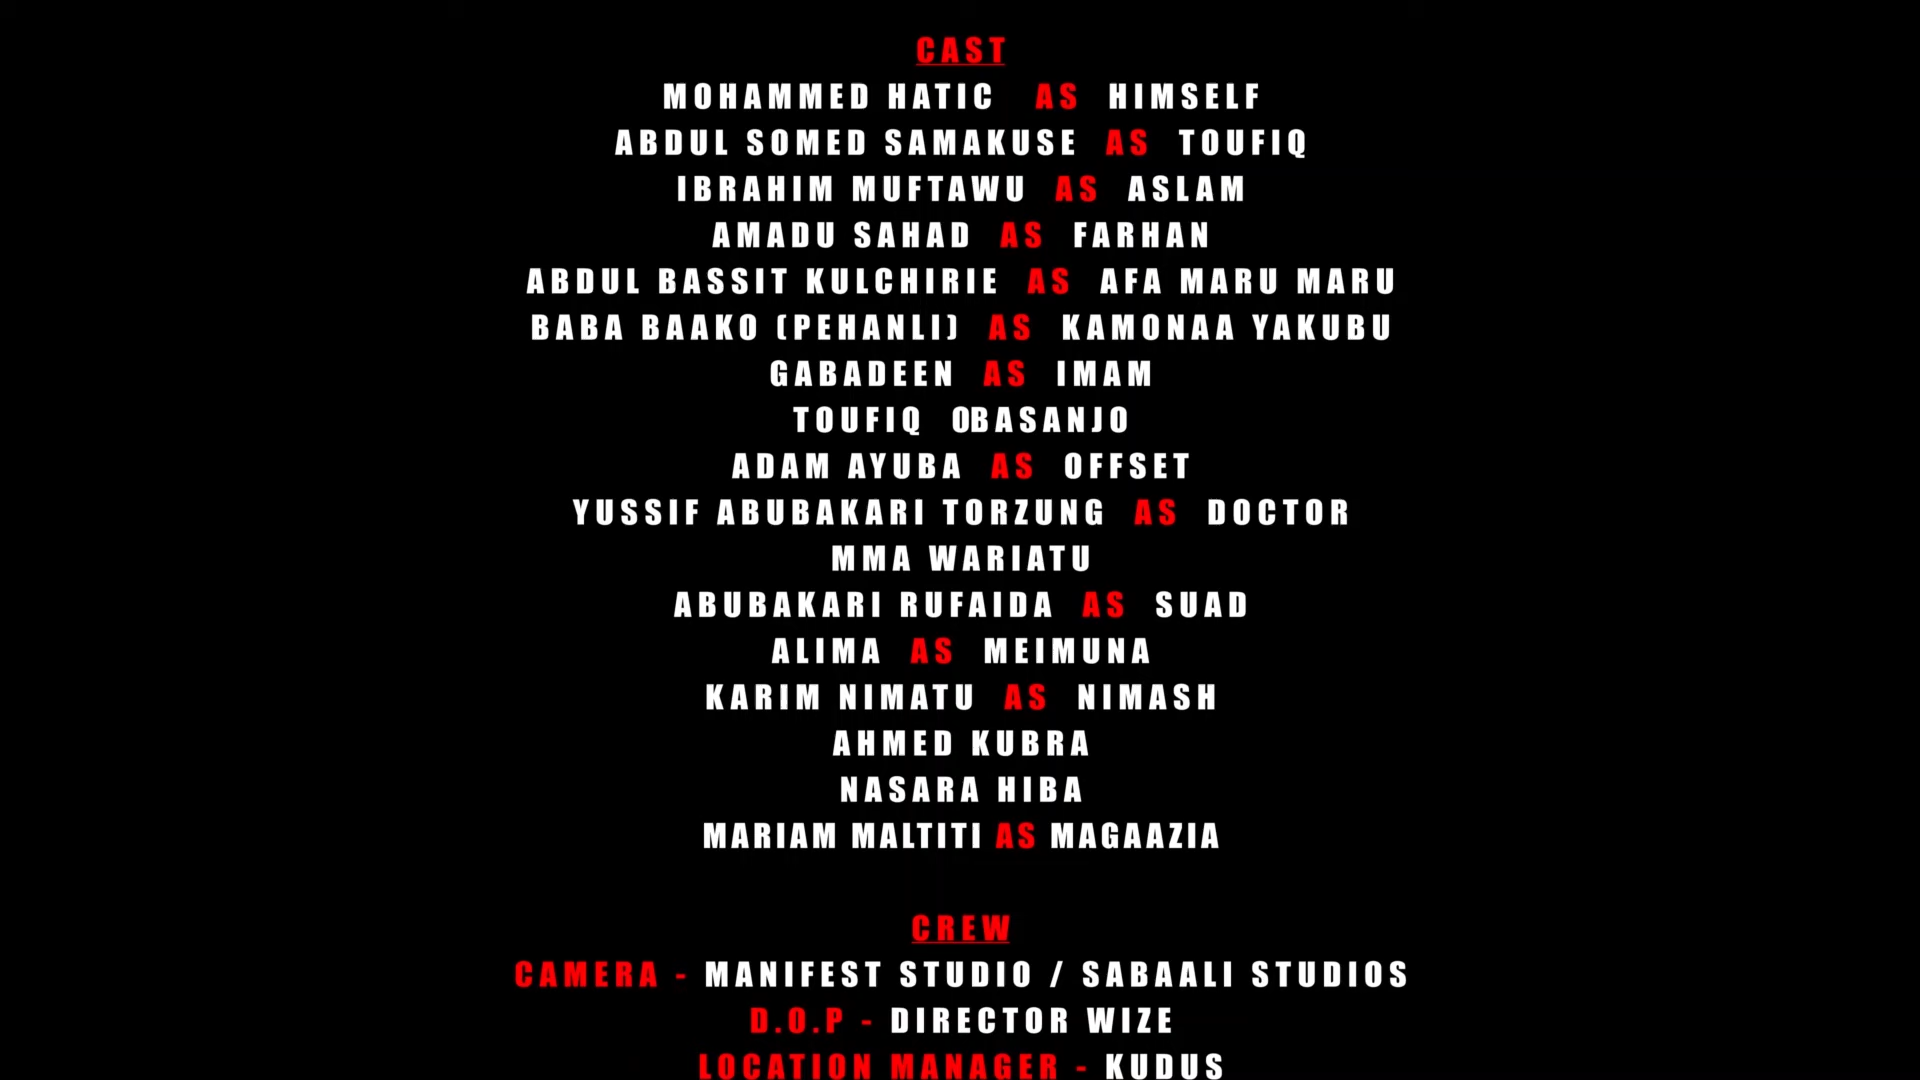 CAST
MOHAMMED HATIC AS HIMSELF
ABDUL SOMED SAMAKUSE AS TOUFIQ
IBRAHIM MUFTAWU AS ASLAM
AMADU SAHAD AS FARHAN
ABDUL BASSIT KULCHIRIE AS AFA MARU MARU
BABA BAAKO (PEHANLI) AS KAMONAA YAKUBU
GABADEEN AS IMAM
TOUFIQ OBASANJO
ADAM AYUBA AS OFFSET
YUSSIF ABUBAKARI TORZUNG AS DOCTOR
MMA WARIATU
ABUBAKARI RUFAIDA AS SUAD
ALIMA AS MEIMUNA
KARIM NIMATU AS NIMASH
AHMED KUBRA
NASARA HIBA
MARIAM MALTITI AS MAGAAZIA
CREW
CAMERA - MANIFEST STUDIO / SABAALI STUDIOS
D.O.P - DIRECTOR WIZE
LOCATION MANAGER - KUDUS